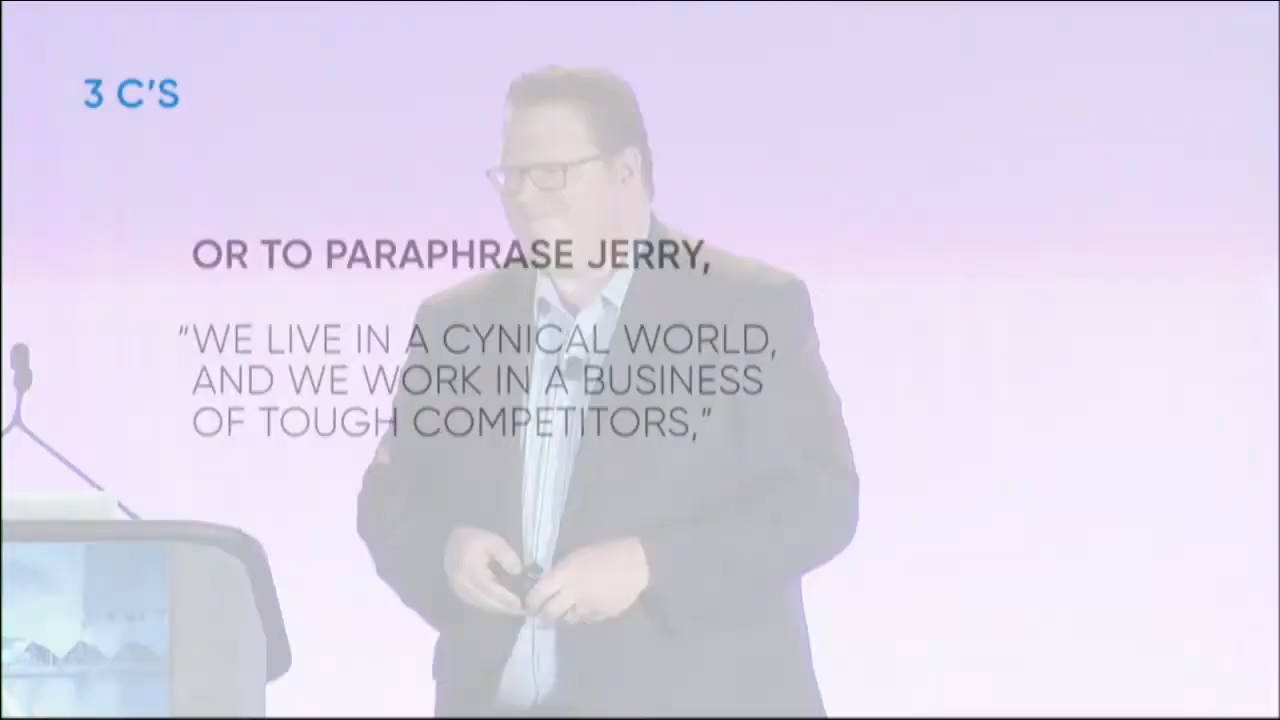 3 C'S
OR TO PARAPHRASE JERRY,
"WE LIVE IN A CYNICAL WORLD,
AND WE WORK IN A BUSINESS
OF TOUGH COMPETITORS,"